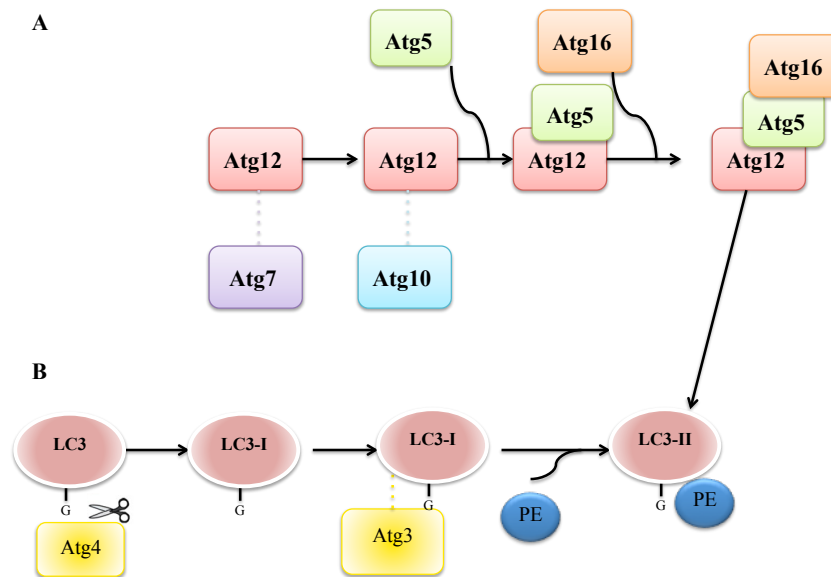 A
Atg5
Atg16
Atg16
Atg5
Atg5
Atg12
Atg12
Atg12
Atg12
Atg7
Atg10
B
LC3
LC3-I
LC3-I
LC3-II
G
G
G
G
PE
PE
Atg4
Atg3